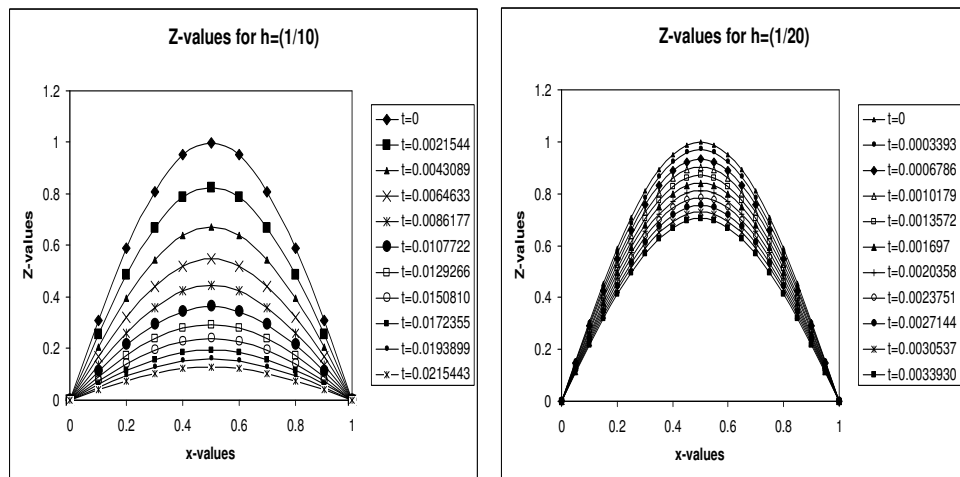 Z-values for h=(1/10)
1.2
1
0.8
0.6
0.4
0.2
0
Z-values
0 0.2 0.4 0.6 0.8 1
x-values
t=0
t=0.0021544
t=0.0043089
t=0.0064633
t=0.0086177
t=0.0107722
t=0.0129266
t=0.0150810
t=0.0172355
t=0.0193899
t=0.0215443
Z-values for h=(1/20)
1.2
1
0.8
0.6
0.4
0.2
0
Z-values
0 0.2 0.4 0.6 0.8 1
x-values
t=0
t=0.0003393
t=0.0006786
t=0.0010179
t=0.0013572
t=0.001697
t=0.0020358
t=0.0023751
t=0.0027144
t=0.0030537
t=0.0033930